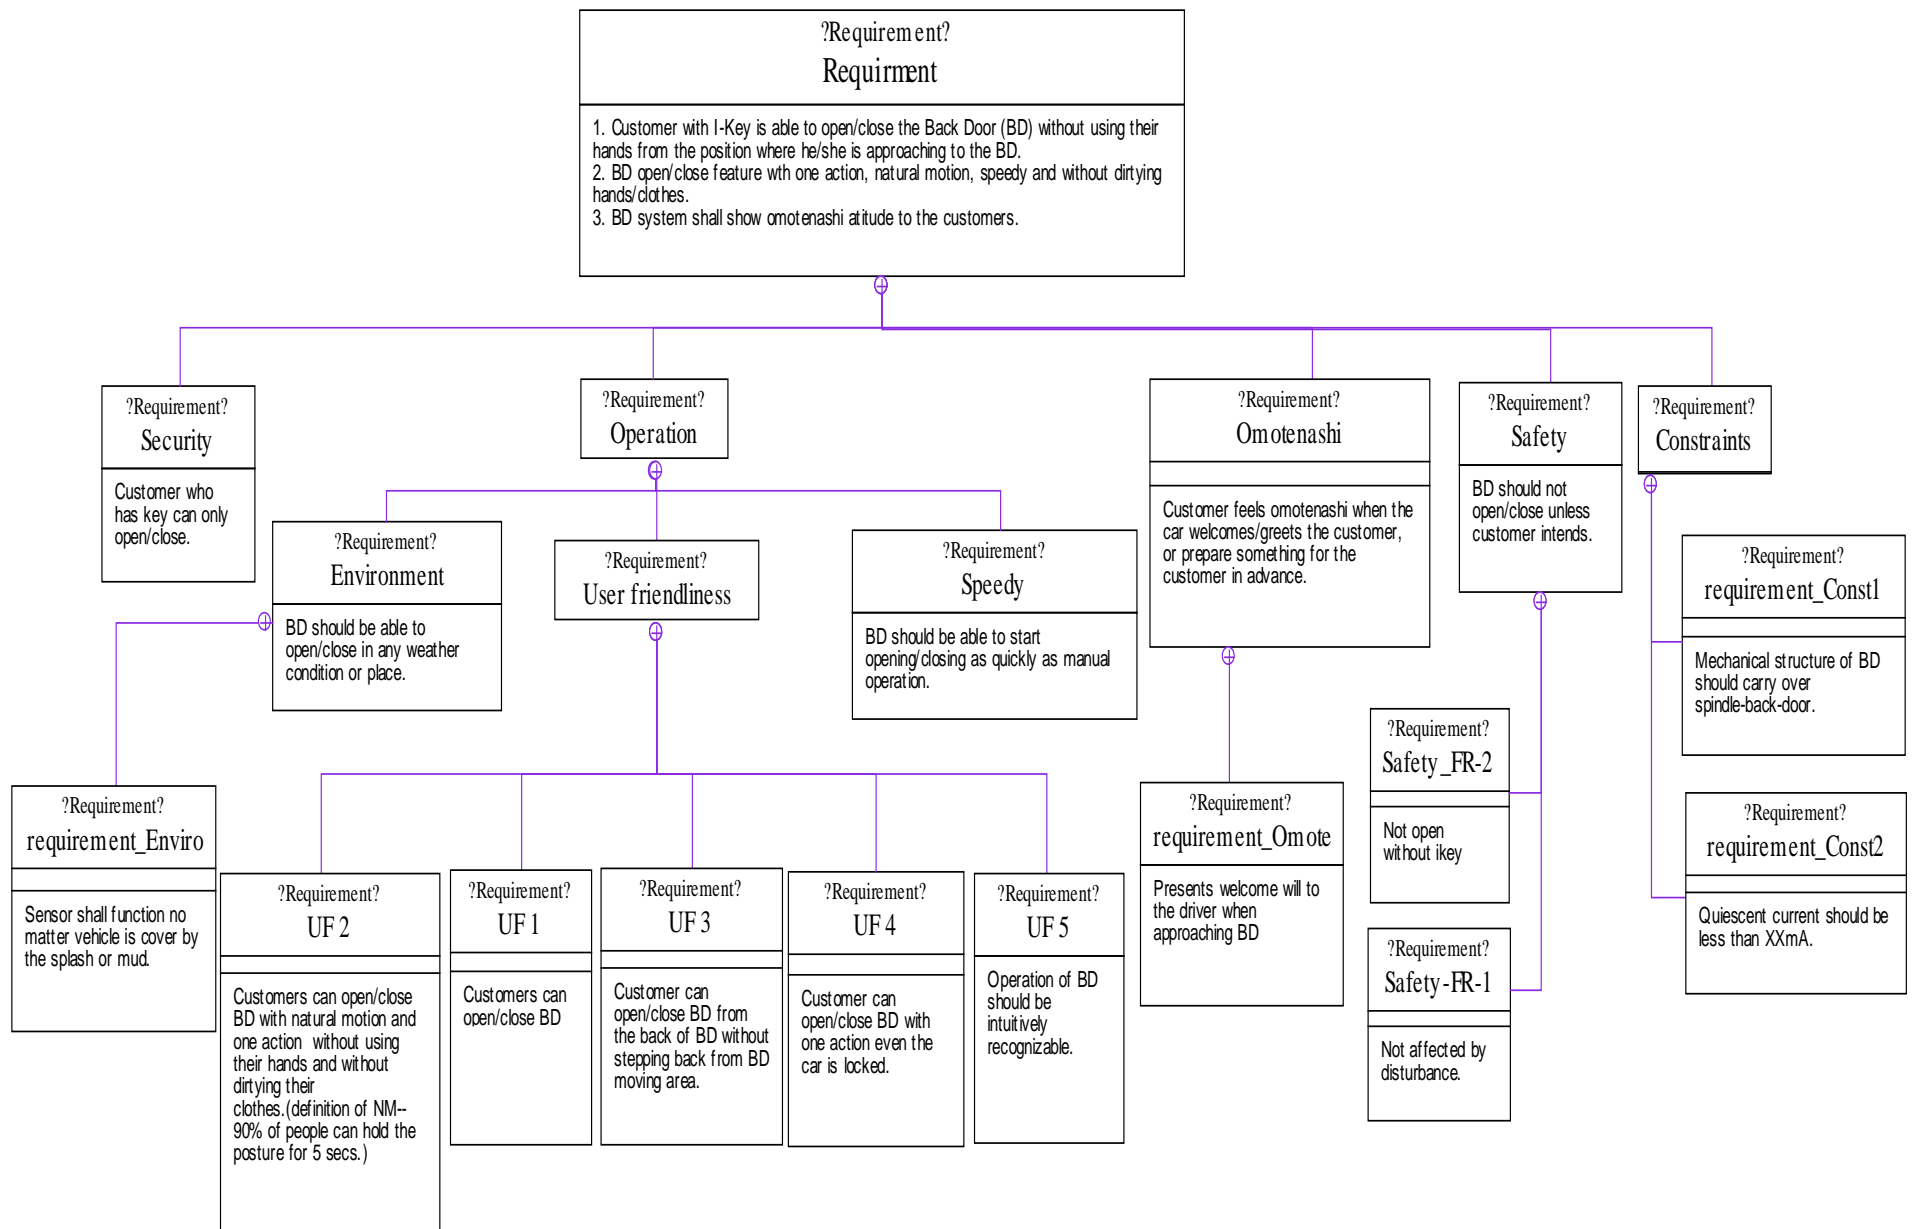 ?Requirement?
Requirment
1. Customer with I-Key is able to open/close the Back Door (BD) without using their
hands from the position where he/she is approaching to the BD.
2. BD open/close feature wth one action, natural motion, speedy and without dirtying
hands/clothes.
3. BD system shall show omotenashi atitude to the customers.
?Requirement?
Security
Customer who
has key can only
open/close.
?Requirement?
Operation
?Requirement?
Omotenashi
Customer feels omotenashi when the
car welcomes/greets the customer,
or prepare something for the
customer in advance.
?Requirement?
Safety
BD should not
open/close unless
customer intends.
?Requirement?
Constraints
?Requirement?
Environment
BD should be able to
open/close in any weather
condition or place.
?Requirement?
User friendliness
?Requirement?
Speedy
BD should be able to start
opening/closing as quickly as manual
operation.
?Requirement?
requirement_Const1
Mechanical structure of BD
should carry over
spindle-back-door.
?Requirement?
Safety_FR-2
Not open
without ikey
?Requirement?
requirement_Enviro
Sensor shall function no
matter vehicle is cover by
the splash or mud.
?Requirement?
UF 2
Customers can open/close
BD with natural motion and
one action without using
their hands and without
dirtying their
clothes.(definition of NM--
90% of people can hold the
posture for 5 secs.)
?Requirement?
UF 1
Customers can
open/close BD
?Requirement?
UF 3
Customer can
open/close BD from
the back of BD without
stepping back from BD
moving area.
?Requirement?
UF 4
Customer can
open/close BD with
one action even the
car is locked.
?Requirement?
UF 5
Operation of BD
should be
intuitively
recognizable.
?Requirement?
requirement_Omote
Presents welcome will to
the driver when
approaching BD
?Requirement?
Safety-FR-1
Not affected by
disturbance.
?Requirement?
requirement_Const2
Quiescent current should be
less than XXmA.